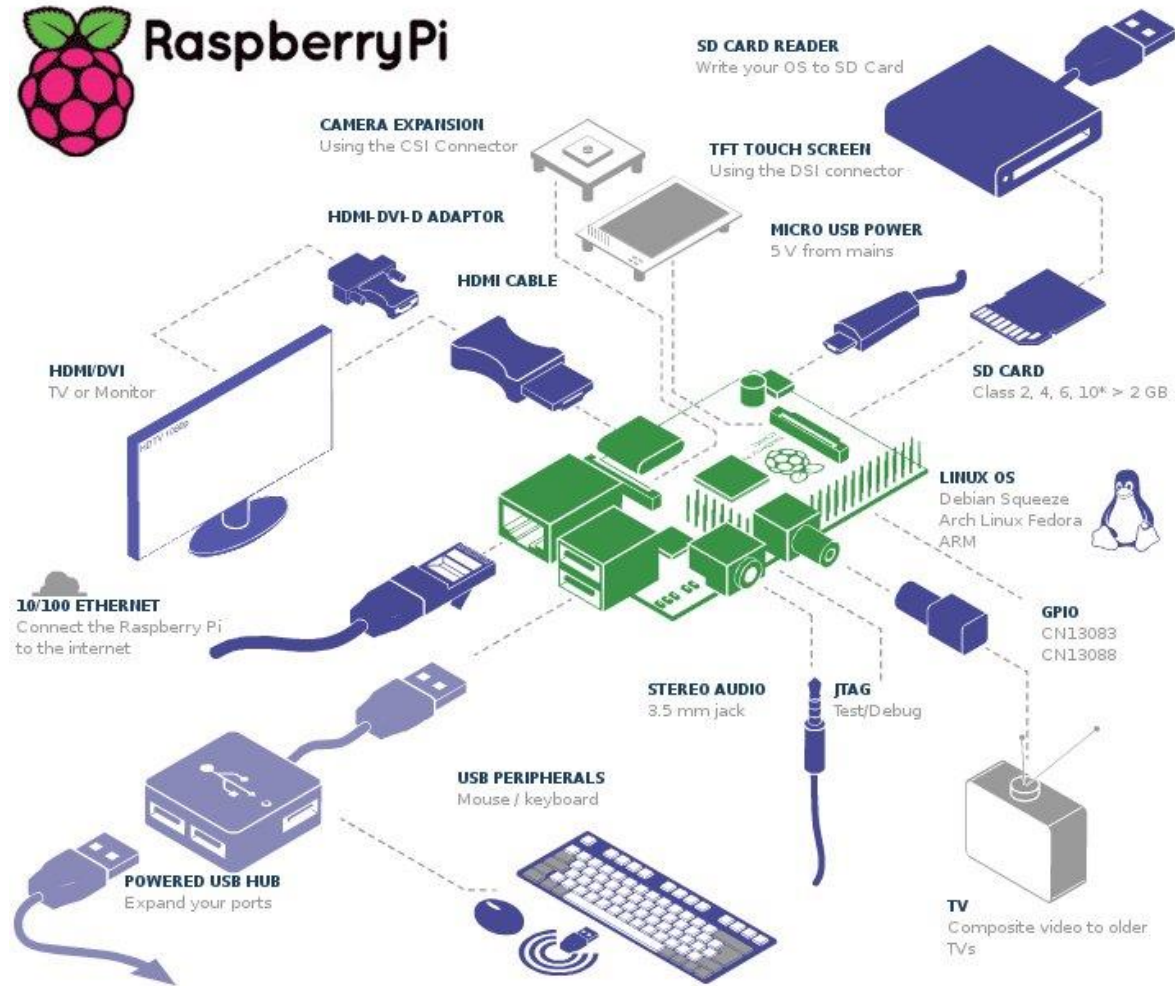 RaspberryPi
SD CARD READER
Write your OS to SD Card
CAMERA EXPANSION
Using the CSI Connector
TFT TOUCH SCREEN
Using the DSI connector
HDMI-DVI-D ADAPTOR
MICRO USB POWER
5 V from mains
HDMI CABLE
HDMI/DVI
TV or Monitor
HDTV 1080p
SD CARD
Class 2, 4, 6, 10* > 2 GB
LINUX OS
Debian Squeeze
Arch Linux Fedora
ARM
10/100 ETHERNET
Connect the Raspberry Pi
to the internet
GPIO
CN13083
CN13088
STEREO AUDIO
3.5 mm jack
JTAG
Test/Debug
USB PERIPHERALS
Mouse / keyboard
POWERED USB HUB
Expand your ports
TV
Composite video to older
TVs